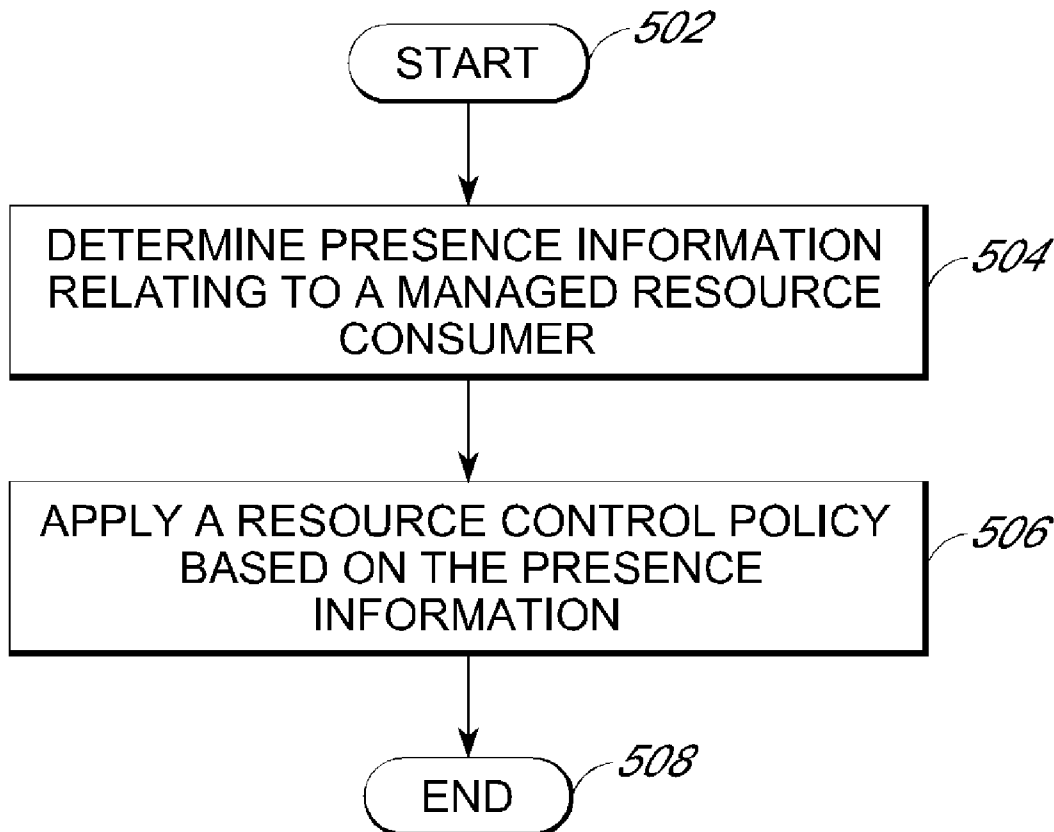 START
502
DETERMINE PRESENCE INFORMATION
RELATING TO A MANAGED RESOURCE
CONSUMER
504
APPLY A RESOURCE CONTROL POLICY
BASED ON THE PRESENCE
INFORMATION
506
END
508